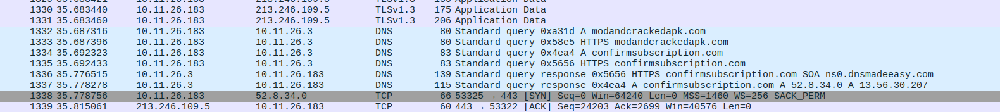 1330 35.683440 10.11.26.183 213.246.109.5 TLSv1.3 175 Application Data
1331 35.683460 10.11.26.183 213.246.109.5 TLSv1.3 206 Application Data
1332 35.687316 10.11.26.183 10.11.26.3 DNS 80 Standard query 0xa31d A modandcrackedapk.com
1333 35.687396 10.11.26.183 10.11.26.3 DNS 80 Standard query 0x58e5 HTTPS modandcrackedapk.com
1334 35.692323 10.11.26.183 10.11.26.3 DNS 83 Standard query 0x4ea4 A confirmsubscription.com
1335 35.692433 10.11.26.183 10.11.26.3 DNS 83 Standard query 0x5656 HTTPS confirmsubscription.com
1336 35.776515 10.11.26.3 10.11.26.183 DNS 139 Standard query response 0x5656 HTTPS confirmsubscription.com SOA ns0.dnsmadeeasy.com
1337 35.778278 10.11.26.3 10.11.26.183 DNS 115 Standard query response 0x4ea4 A confirmsubscription.com A 52.8.34.0 A 13.56.30.207
1338 35.778756 10.11.26.183 52.8.34.0 TCP 66 53325 → 443 [SYN] Seq=0 Win=64240 Len=0 MSS=1460 WS=256 SACK_PERM
1339 35.815061 213.246.109.5 10.11.26.183 TCP 60 443 → 53322 [ACK] Seq=24203 Ack=2699 Win=40576 Len=0